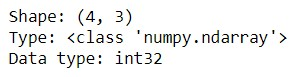 Shape: (4, 3)
Type: <class 'numpy.ndarray'>
Data type: int32